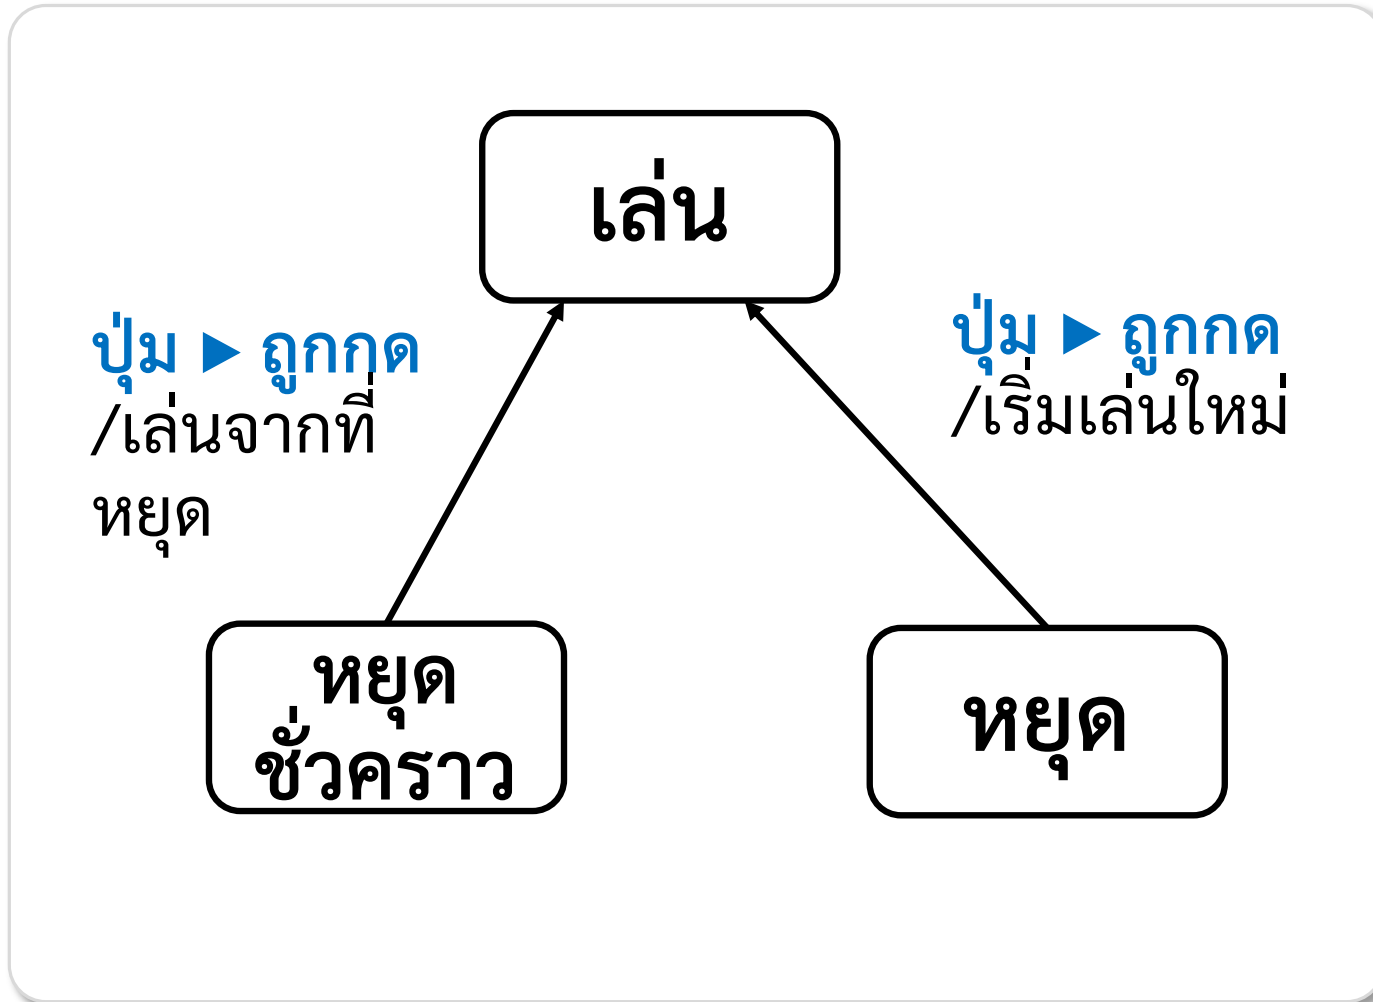 เล่น
ปุ่ม ▶ ถูกกด
/เล่นจากที่
หยุด
ปุ่ม ▶ ถูกกด
/เริ่มเล่นใหม่
หยุด
ชั่วคราว
หยุด